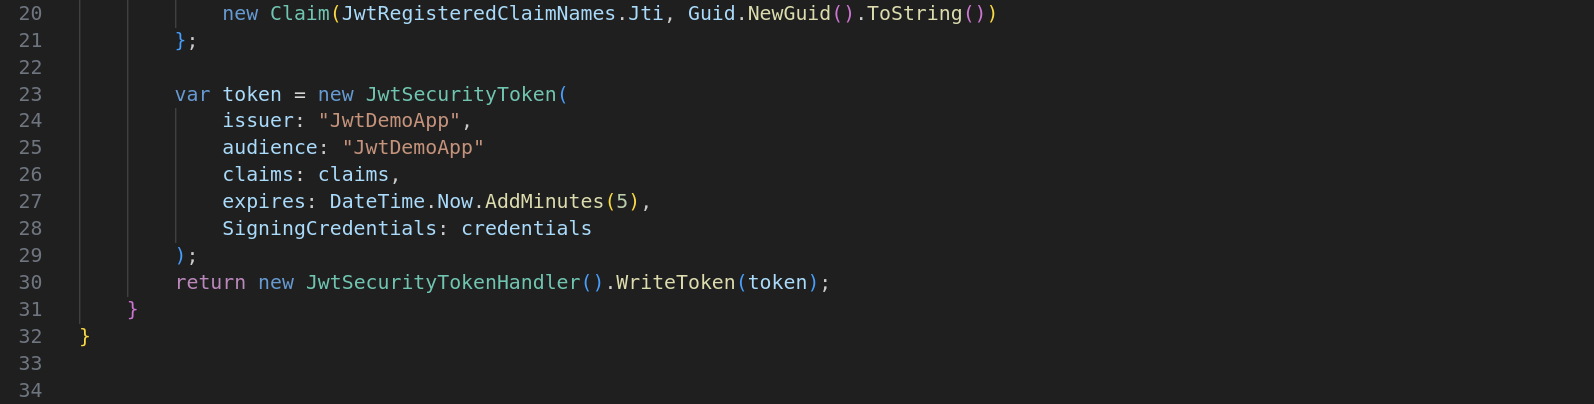 20 new Claim(JwtRegisteredClaimNames.Jti, Guid.NewGuid().ToString())
21 };
22
23 var token = new JwtSecurityToken(
24 issuer: "JwtDemoApp",
25 audience: "JwtDemoApp"
26 claims: claims,
27 expires: DateTime.Now.AddMinutes(5),
28 SigningCredentials: credentials
29 );
30 return new JwtSecurityTokenHandler().WriteToken(token);
31 }
32 }
33
34